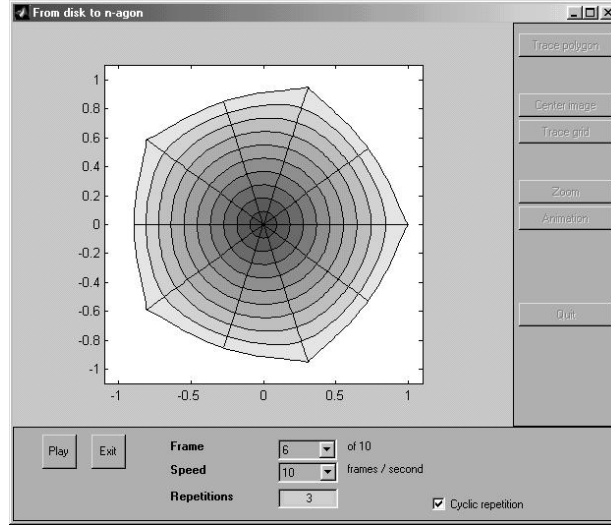 From disk to n-agon
Trace polygon
Center image
Trace grid
Zoom
Animation
Quit
1
0.8
0.6
0.4
0.2
0
-0.2
-0.4
-0.6
-0.8
-1
-1 -0.5 0 0.5 1
Play Exit
Frame 6 of 10
Speed 10 frames / second
Repetitions 3
Cyclic repetition